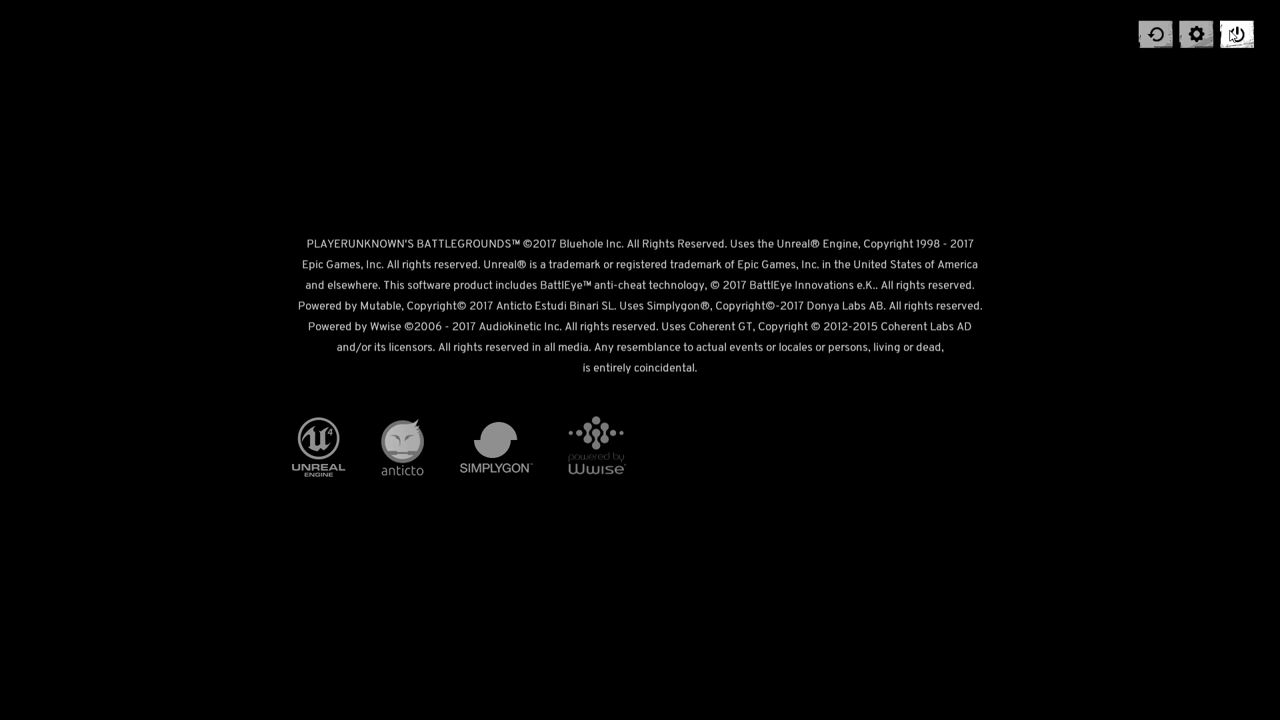 PLAYERUNKNOWN'S BATTLEGROUNDS™ ©2017 Bluehole Inc. All Rights Reserved. Uses the Unreal® Engine, Copyright 1998 - 2017
Epic Games, Inc. All rights reserved. Unreal® is a trademark or registered trademark of Epic Games, Inc. in the United States of America
and elsewhere. This software product includes BattlEye™ anti-cheat technology, © 2017 BattlEye Innovations e.K.. All rights reserved.
Powered by Mutable, Copyright© 2017 Anticto Estudi Binari SL. Uses Simplygon®, Copyright©-2017 Donya Labs AB. All rights reserved.
Powered by Wwise ©2006 - 2017 Audiokinetic Inc. All rights reserved. Uses Coherent GT, Copyright © 2012-2015 Coherent Labs AD
and/or its licensors. All rights reserved in all media. Any resemblance to actual events or locales or persons, living or dead,
is entirely coincidental.
4
UNREAL
ENGINE
anticto
SIMPLYGON™
powered by
Wwise